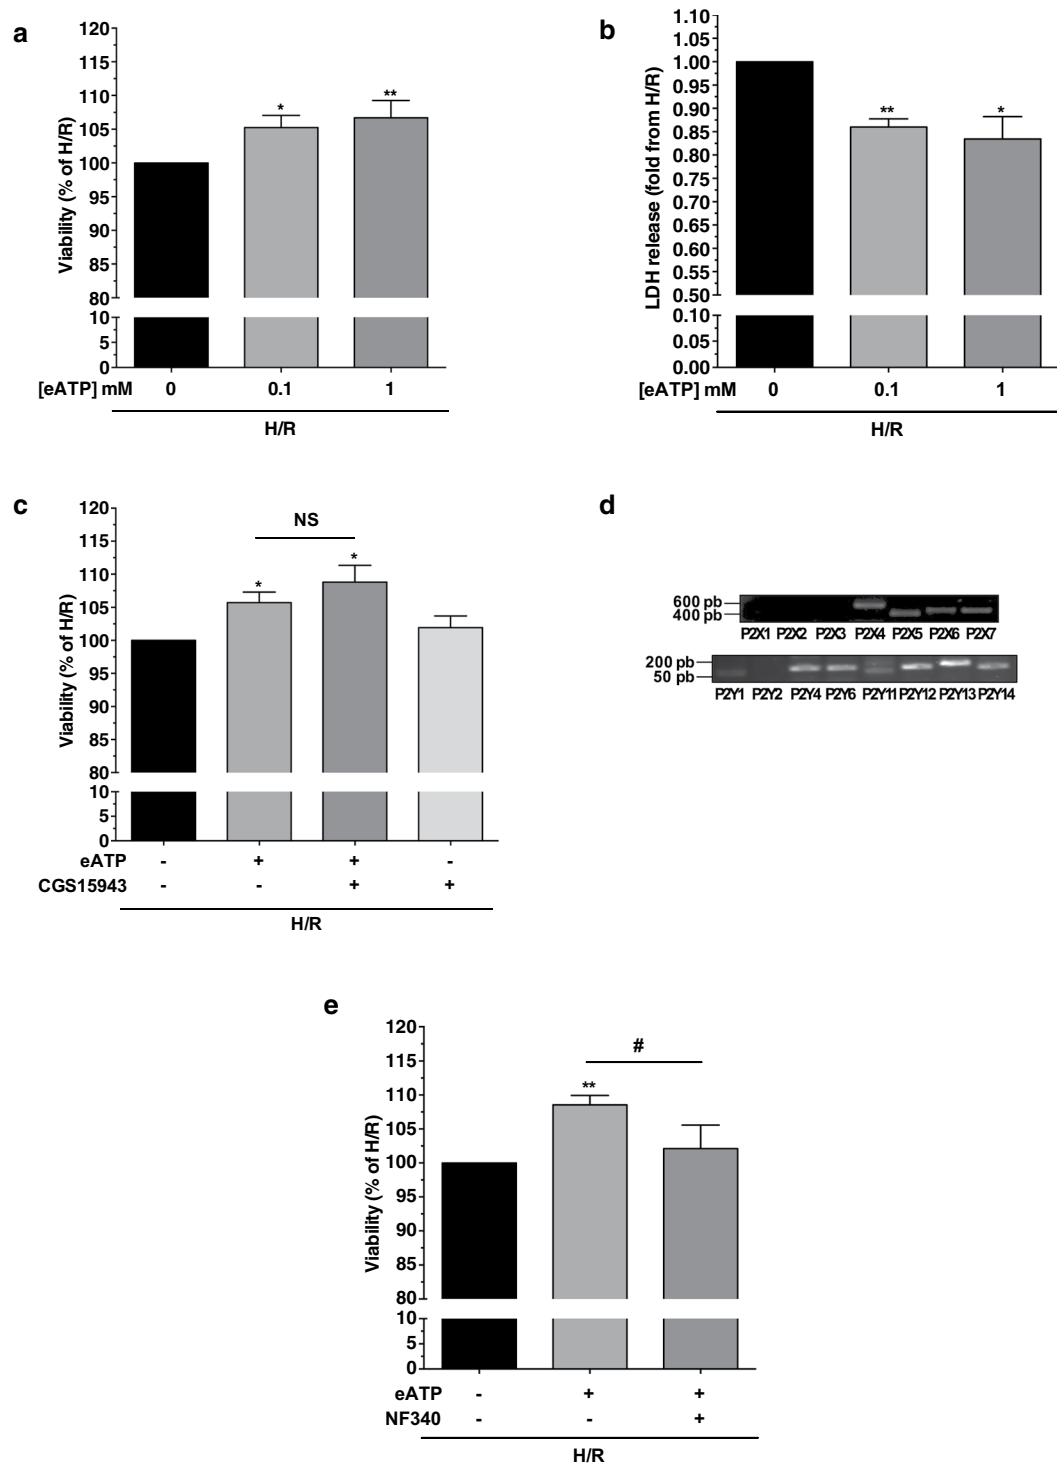 a
Viability (% of H/R)
120
115
110
105
100
95
90
85
80
10
5
0
*
**
[eATP] mM 0 0.1 1
H/R
b
LDH release (fold from H/R)
1.10
1.05
1.00
0.95
0.90
0.85
0.80
0.75
0.70
0.65
0.60
0.55
0.50
0.10
0.05
0.00
**
*
[eATP] mM 0 0.1 1
H/R
c
Viability (% of H/R)
120
115
110
105
100
95
90
85
80
10
5
0
NS
*
*
eATP - + + -
CGS15943 - - + +
H/R
d
600 pb
400 pb
P2X1 P2X2 P2X3 P2X4 P2X5 P2X6 P2X7
200 pb
50 pb
P2Y1 P2Y2 P2Y4 P2Y6 P2Y11 P2Y12 P2Y13 P2Y14
e
Viability (% of H/R)
120
115
110
105
100
95
90
85
80
10
5
0
#
**
eATP - + +
NF340 - - +
H/R